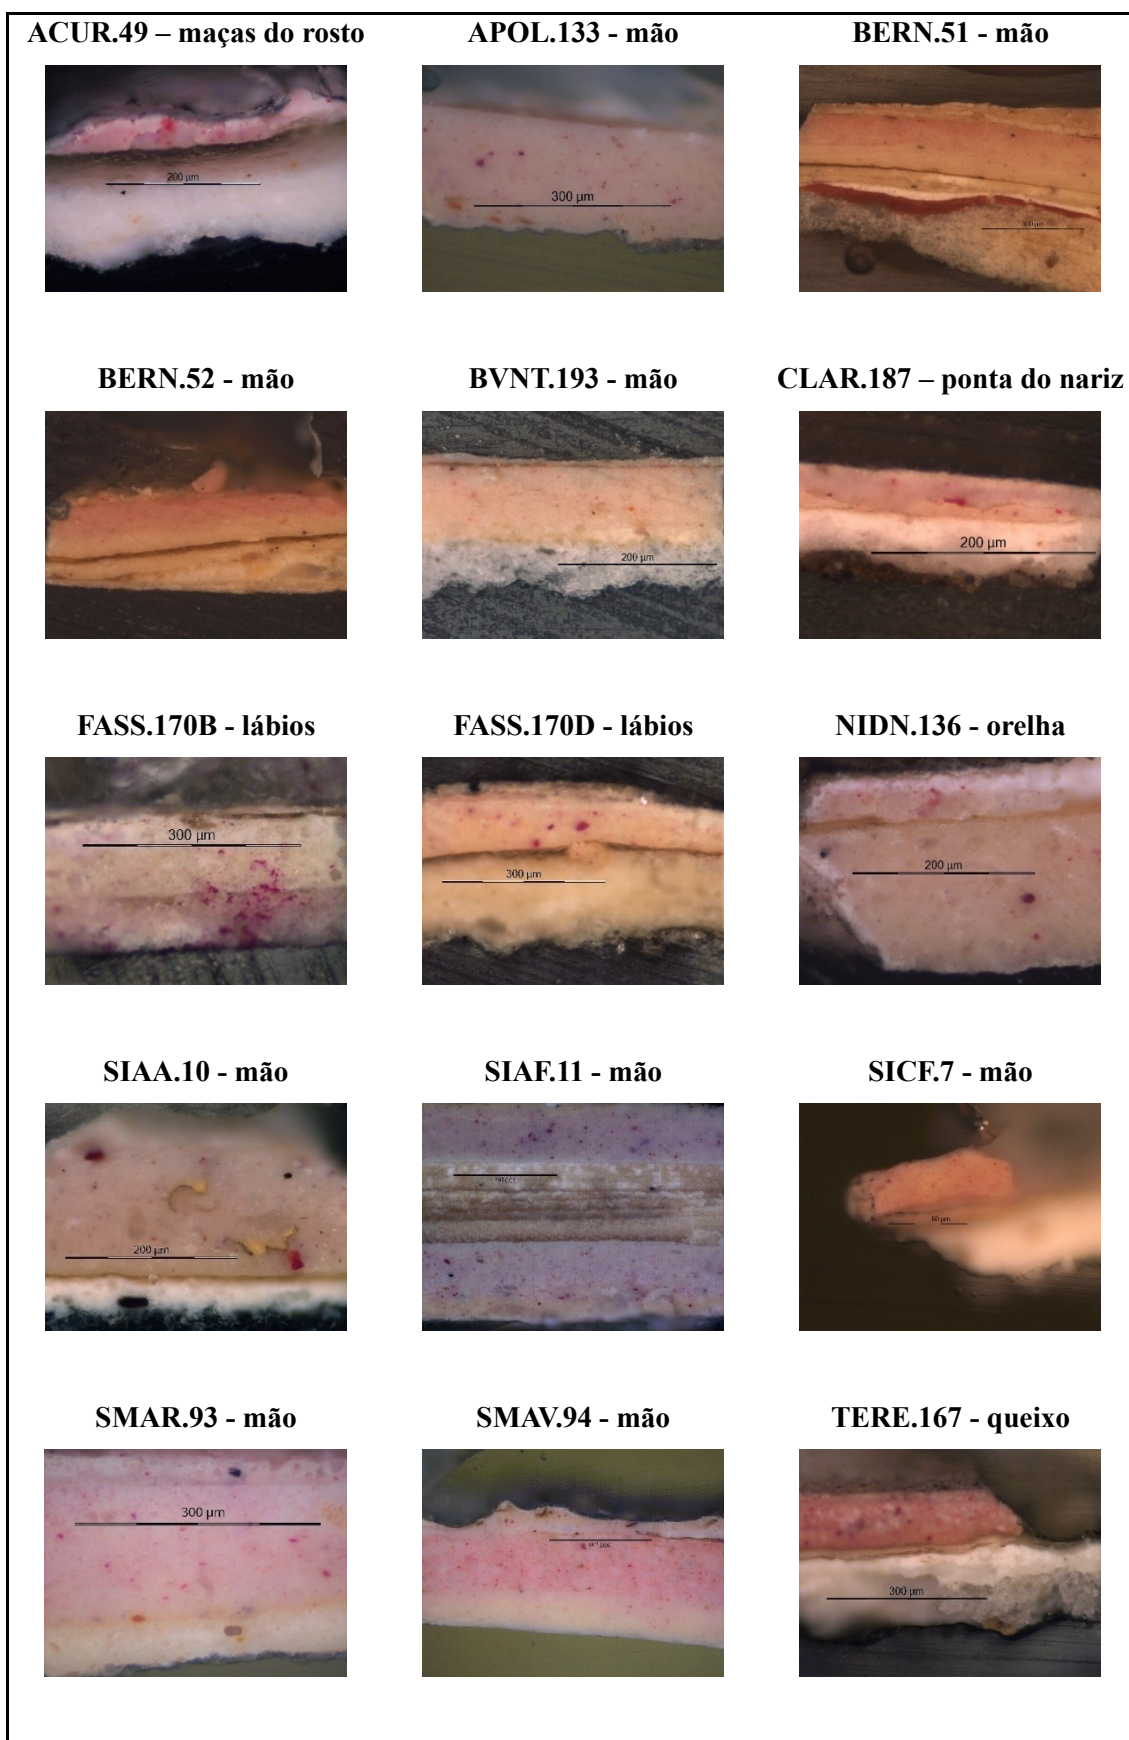 ACUR.49 – maças do rosto APOL.133 - mão BERN.51 - mão
200 µm
300 µm
BERN.52 - mão BVNT.193 - mão CLAR.187 – ponta do nariz
200 µm
200 µm
FASS.170B - lábios FASS.170D - lábios NIDN.136 - orelha
300 µm
300 µm
200 µm
SIAA.10 - mão SIAF.11 - mão SICF.7 - mão
200 µm
60 µm
SMAR.93 - mão SMAV.94 - mão TERE.167 - queixo
300 µm
300 µm